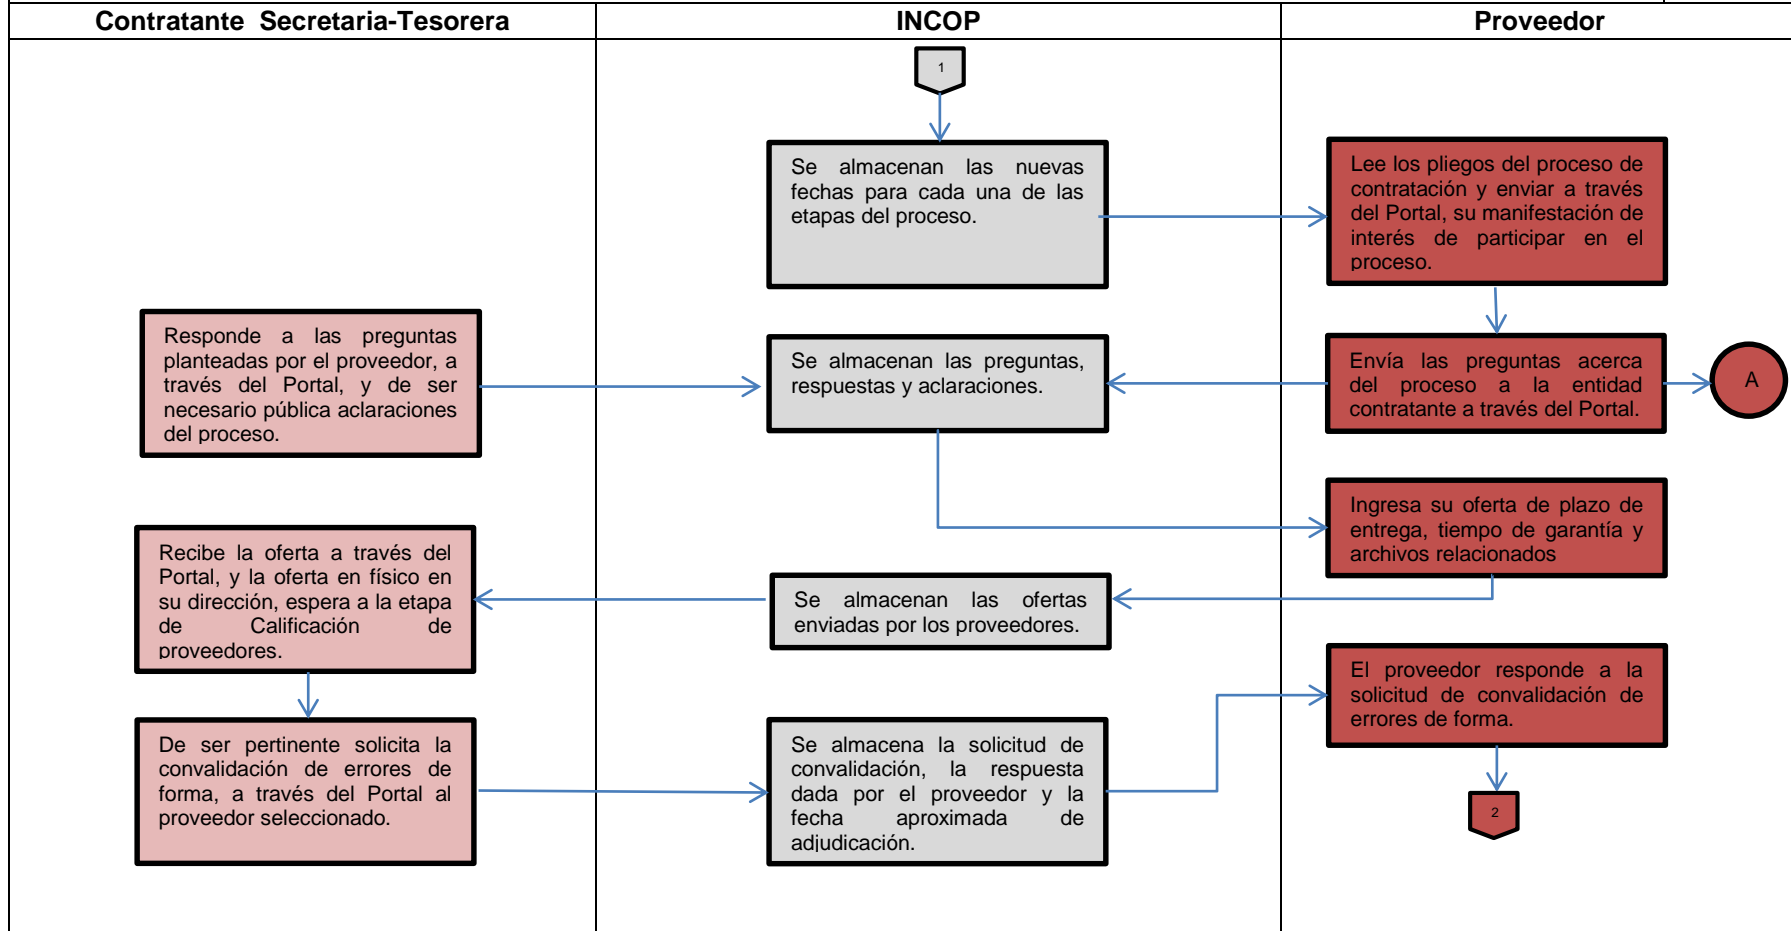 Contratante Secretaria-Tesorera
INCOP
Proveedor
1
Se almacenan las nuevas
fechas para cada una de las
etapas del proceso.
Lee los pliegos del proceso de
contratación y enviar a través
del Portal, su manifestación de
interés de participar en el
proceso.
Responde a las preguntas
planteadas por el proveedor, a
través del Portal, y de ser
necesario pública aclaraciones
del proceso.
Se almacenan las preguntas,
respuestas y aclaraciones.
Envía las preguntas acerca
del proceso a la entidad
contratante a través del Portal.
A
Ingresa su oferta de plazo de
entrega, tiempo de garantía y
archivos relacionados
Recibe la oferta a través del
Portal, y la oferta en físico en
su dirección, espera a la etapa
de Calificación de
proveedores.
Se almacenan las ofertas
enviadas por los proveedores.
El proveedor responde a la
solicitud de convalidación de
errores de forma.
De ser pertinente solicita la
convalidación de errores de
forma, a través del Portal al
proveedor seleccionado.
Se almacena la solicitud de
convalidación, la respuesta
dada por el proveedor y la
fecha aproximada de
adjudicación.
2